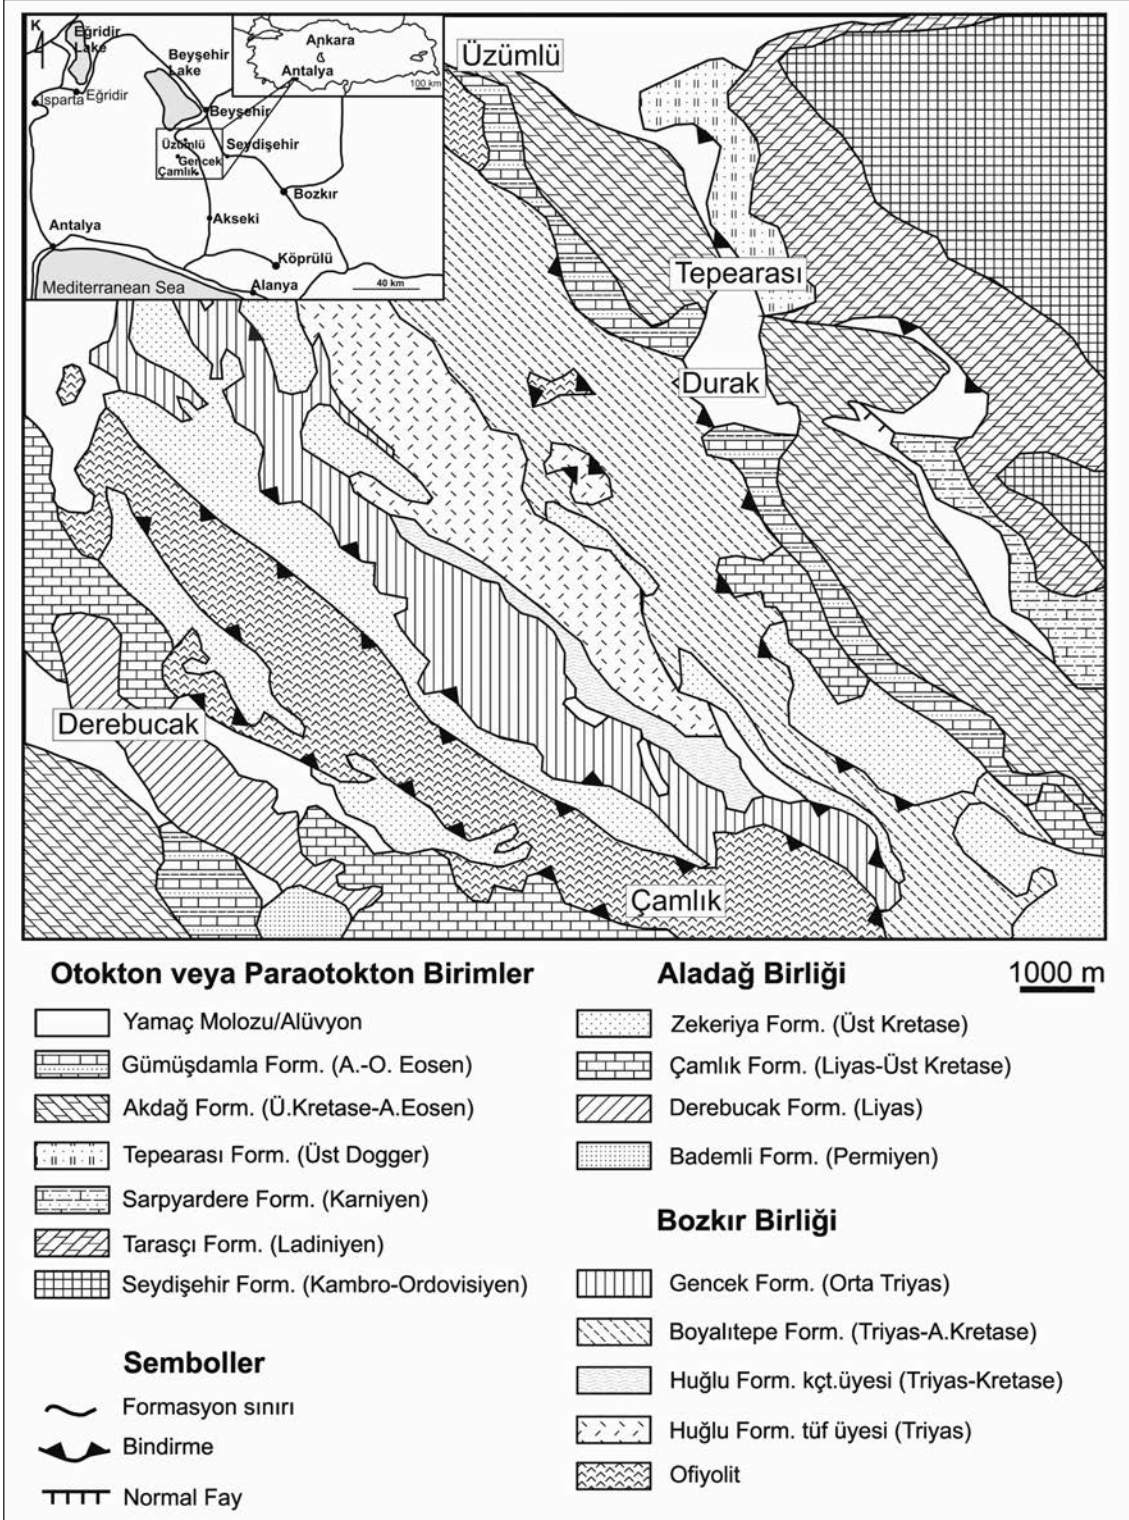 K
Eğridir
Lake
Isparta
Eğridir
Beyşehir
Lake
Ankara
Antalya
100 km
Beyşehir
Üzümlü
Gencek
Çamlık
Seydişehir
Bozkır
Akseki
Antalya
Köprülü
Mediterranean Sea
Alanya
40 km
Üzümlü
Tepearası
Durak
Derebucak
Çamlık
Otokton veya Paraotokton Birimler
Yamaç Molozu/Alüvyon
Gümüşdamla Form. (A.-O. Eosen)
Akdağ Form. (Ü.Kretase-A.Eosen)
Tepearası Form. (Üst Dogger)
Sarpyardere Form. (Karniyen)
Tarasçı Form. (Ladiniyen)
Seydişehir Form. (Kambro-Ordovisiyen)
Semboller
Formasyon sınırı
Bindirme
Normal Fay
Aladağ Birliği
1000 m
Zekeriya Form. (Üst Kretase)
Çamlık Form. (Liyas-Üst Kretase)
Derebucak Form. (Liyas)
Bademli Form. (Permiyen)
Bozkır Birliği
Gencek Form. (Orta Triyas)
Boyalıtepe Form. (Triyas-A.Kretase)
Huğlu Form. kçt.üyesi (Triyas-Kretase)
Huğlu Form. tüf üyesi (Triyas)
Ofiyolit